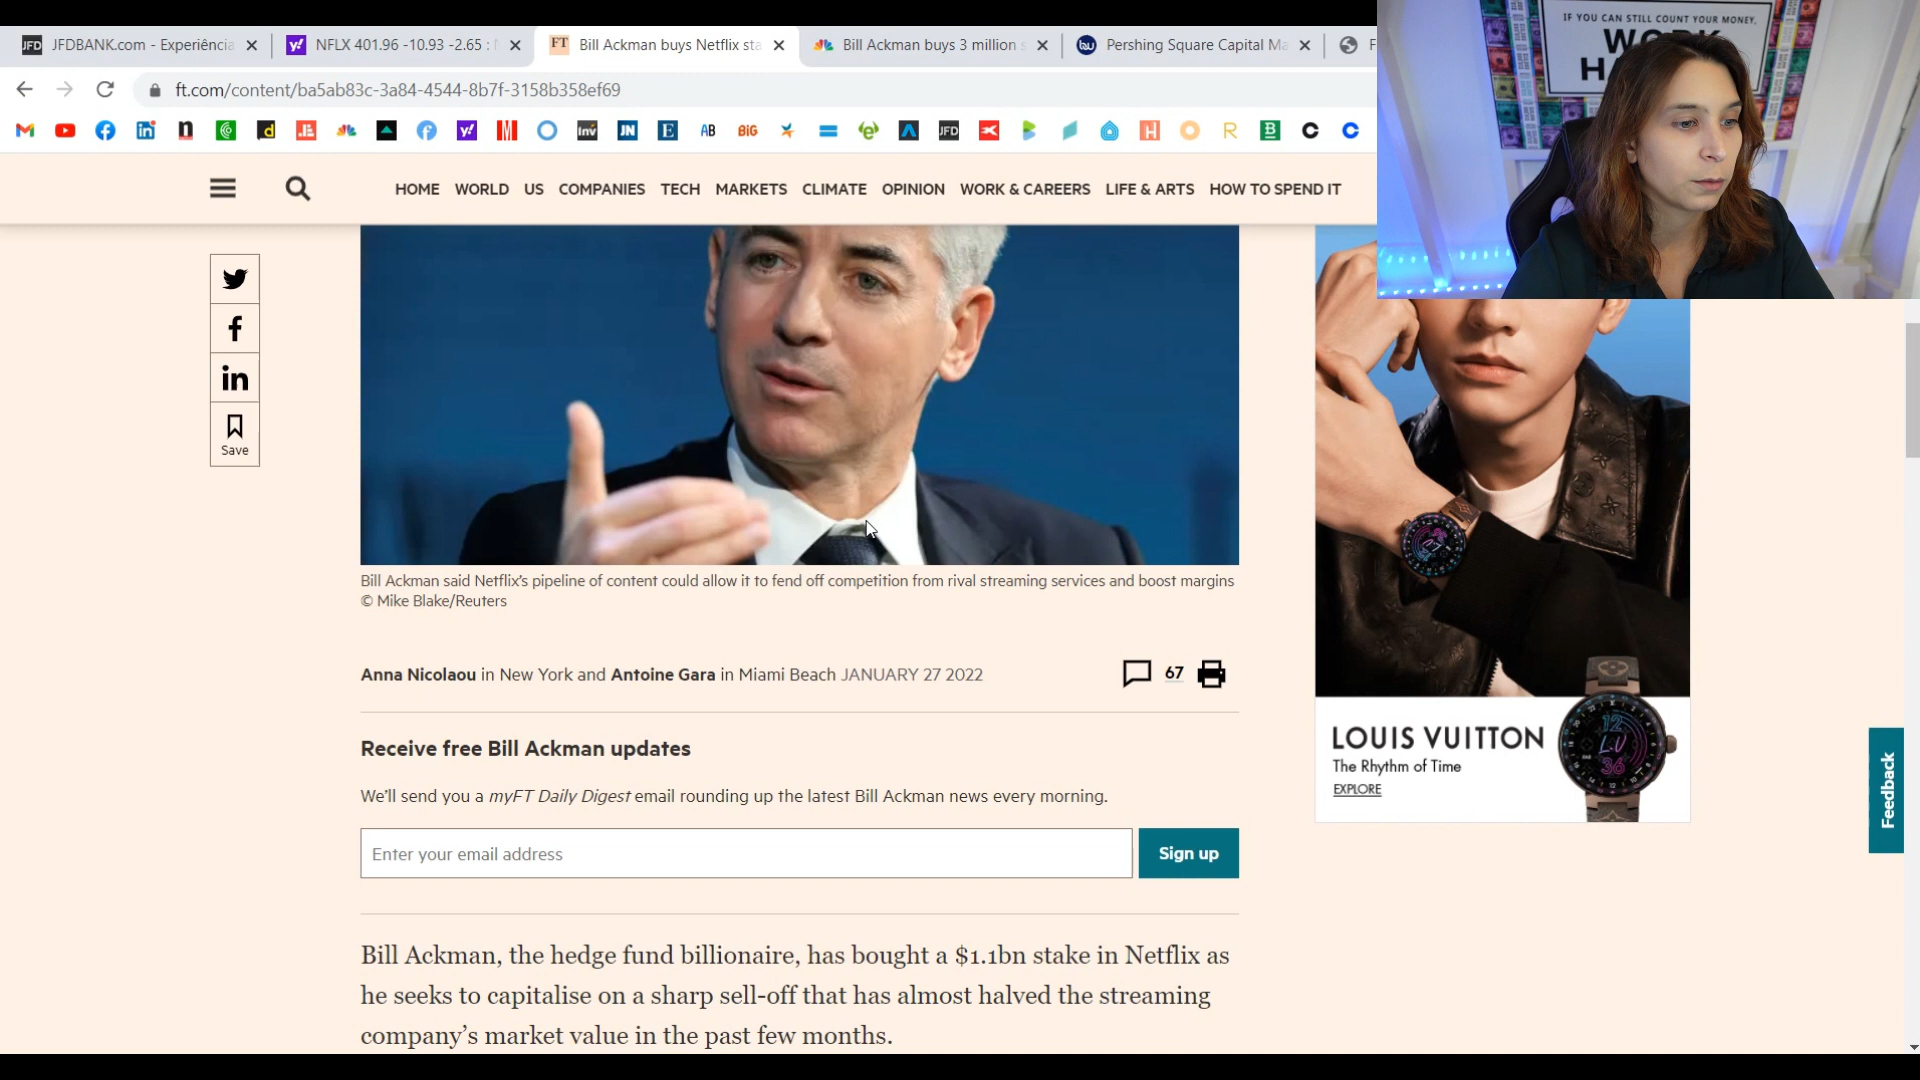 JFD JFDBANK.com - Experiência
y! NFLX 401.96 -10.93 -2.65 :
FT Bill Ackman buys Netflix sta
Bill Ackman buys 3 million s
Pershing Square Capital Ma
F
ft.com/content/ba5ab83c-3a84-4544-8b7f-3158b358ef69
IF YOU CAN STILL COUNT YOUR MONEY,
WORK
HOME WORLD US COMPANIES TECH MARKETS CLIMATE OPINION WORK & CAREERS LIFE & ARTS HOW TO SPEND IT
Save
Bill Ackman said Netflix's pipeline of content could allow it to fend off competition from rival streaming services and boost margins
© Mike Blake/Reuters
Anna Nicolaou in New York and Antoine Gara in Miami Beach JANUARY 27 2022
67
Receive free Bill Ackman updates
We'll send you a myFT Daily Digest email rounding up the latest Bill Ackman news every morning.
Enter your email address
Sign up
Bill Ackman, the hedge fund billionaire, has bought a $1.1bn stake in Netflix as
he seeks to capitalise on a sharp sell-off that has almost halved the streaming
company's market value in the past few months.
LOUIS VUITTON
The Rhythm of Time
EXPLORE
Feedback